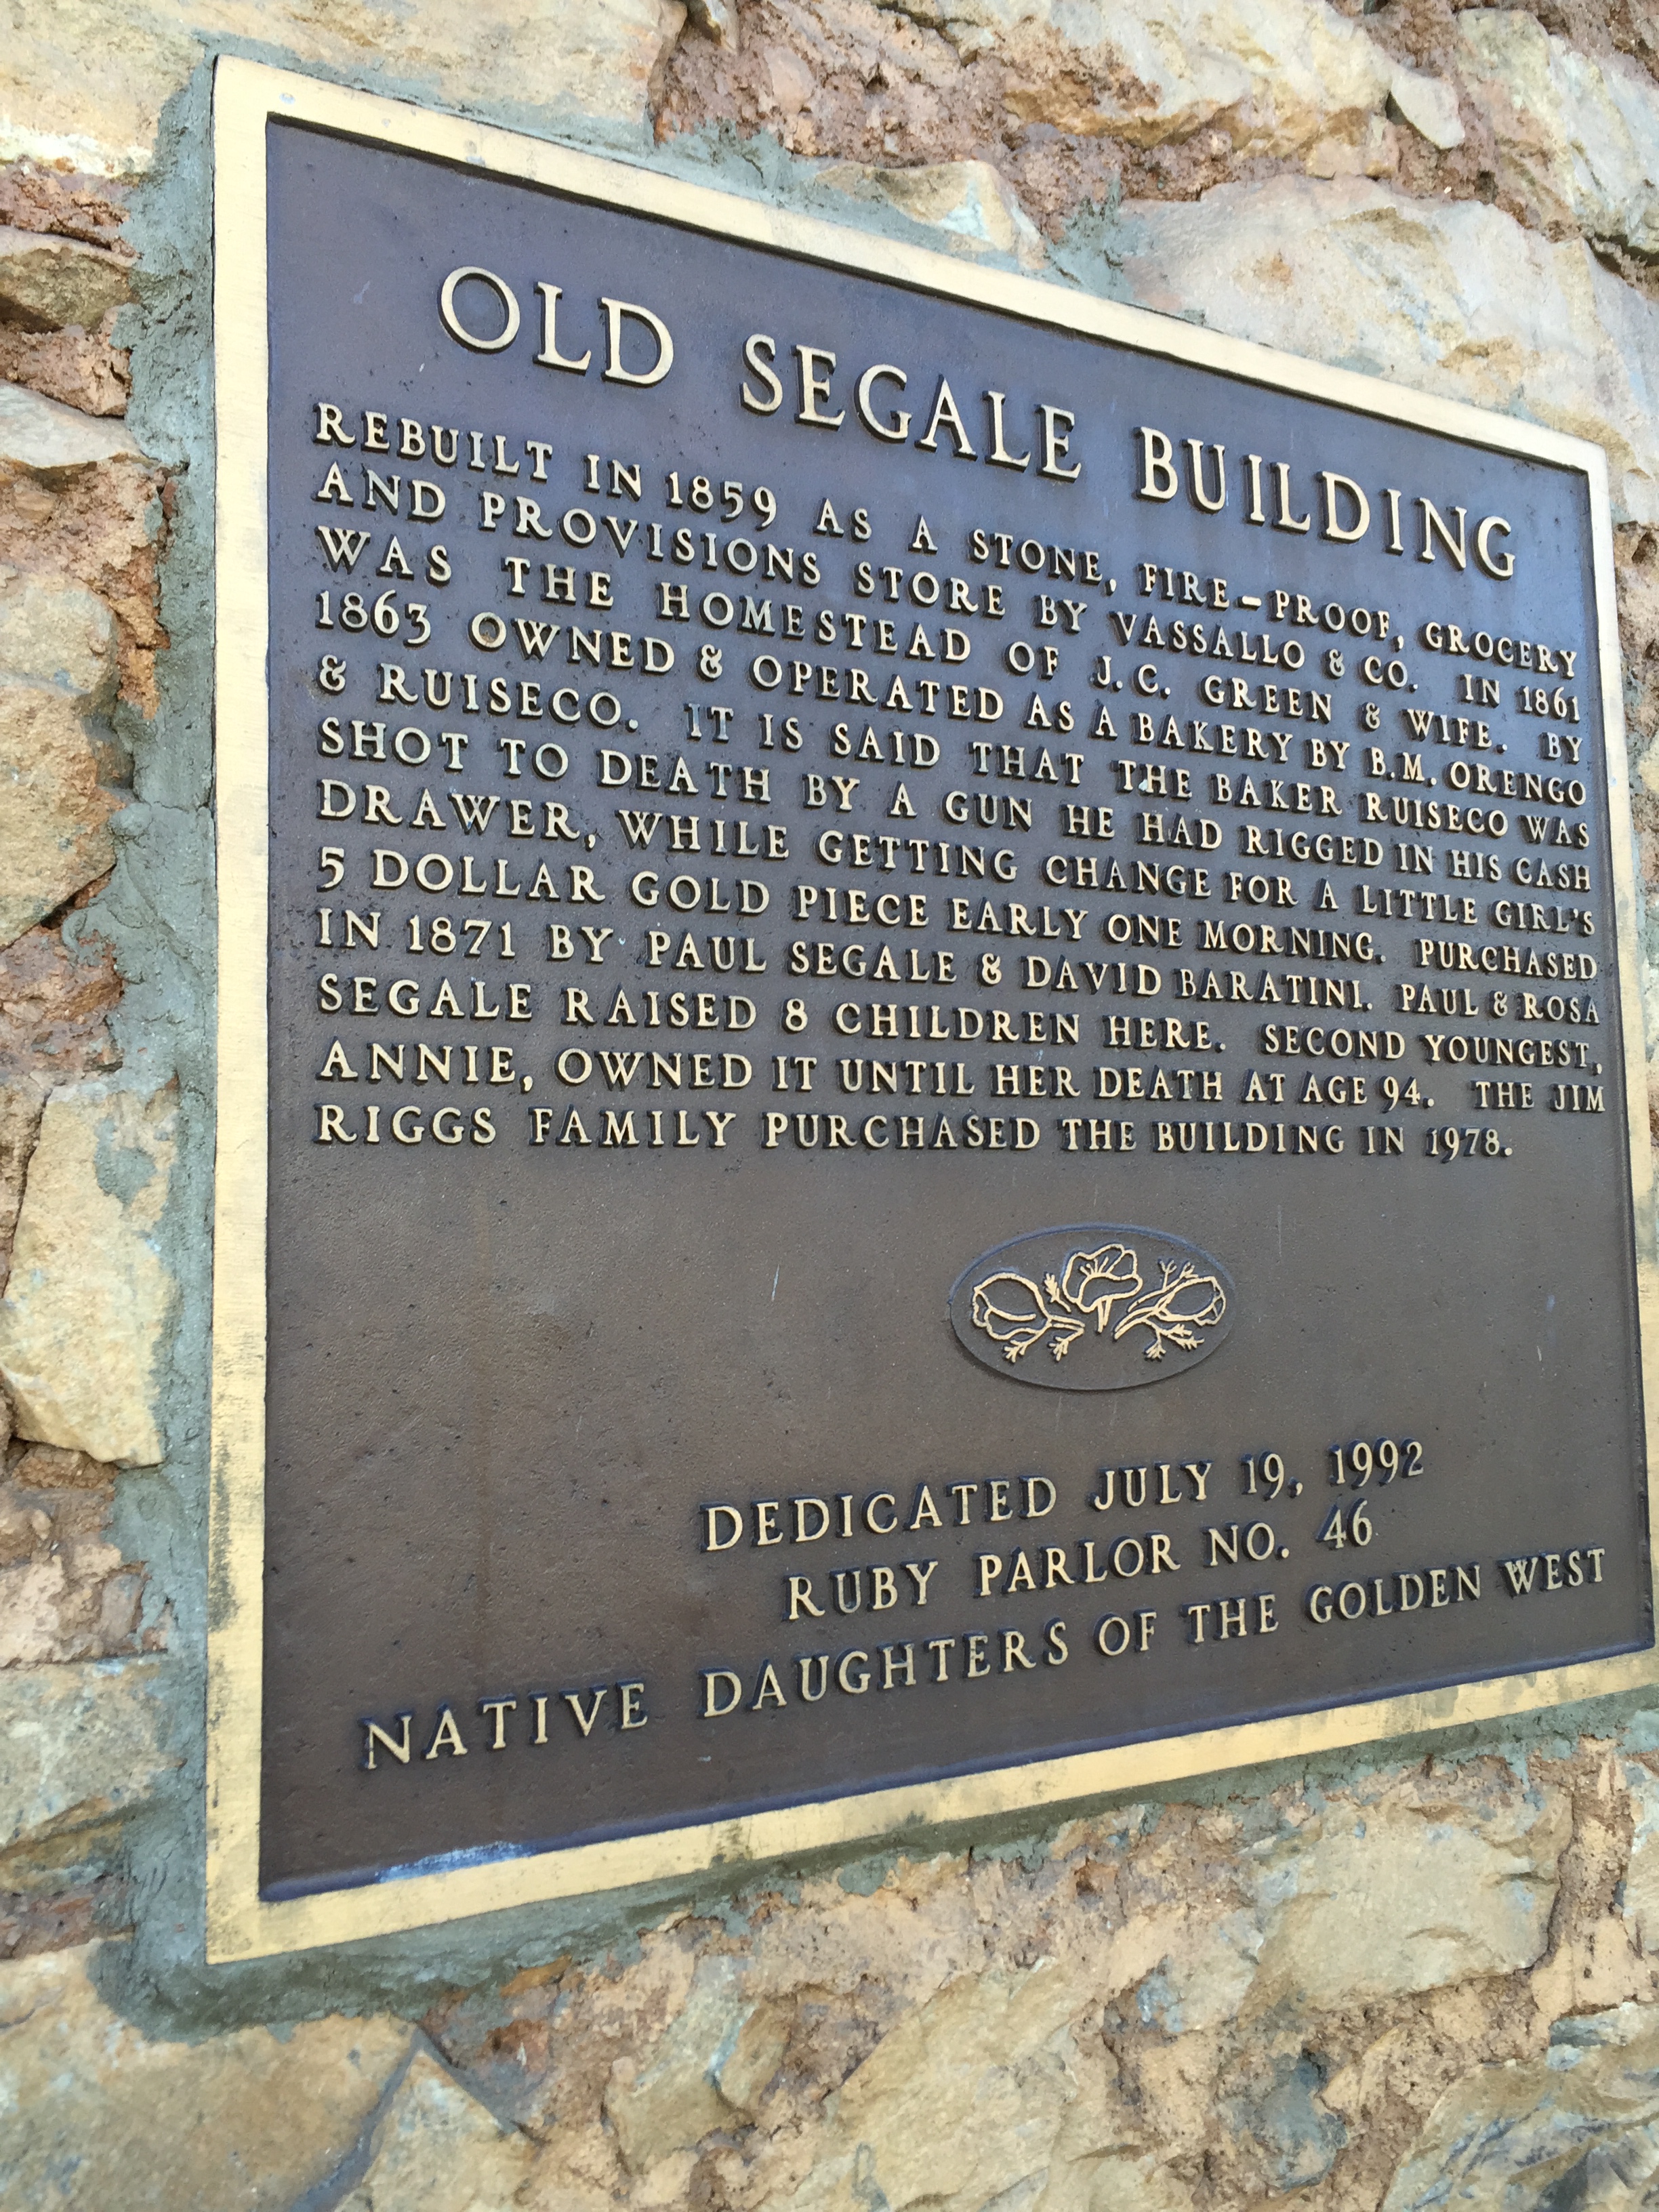 OLD SEGALE BUILDING
REBUILT IN 1859 AS A STONE, FIRE-PROOF, GROCERY
AND PROVISIONS STORE BY VASSALLO & CO. IN 1861
WAS THE HOMESTEAD OF J.C. GREEN & WIFE. BY
1863 OWNED & OPERATED AS A BAKERY BY B.M. ORENGO
& RUISECO. IT IS SAID THAT THE BAKER RUISECO WAS
SHOT TO DEATH BY A GUN HE HAD RIGGED IN HIS CASH
DRAWER, WHILE GETTING CHANGE FOR A LITTLE GIRL'S
5 DOLLAR GOLD PIECE EARLY ONE MORNING. PURCHASED
IN 1871 BY PAUL SEGALE & DAVID BARATINI. PAUL & ROSA
SEGALE RAISED 8 CHILDREN HERE. SECOND YOUNGEST,
ANNIE, OWNED IT UNTIL HER DEATH AT AGE 94. THE JIM
RIGGS FAMILY PURCHASED THE BUILDING IN 1978.
DEDICATED JULY 19, 1992
RUBY PARLOR NO. 46
NATIVE DAUGHTERS OF THE GOLDEN WEST